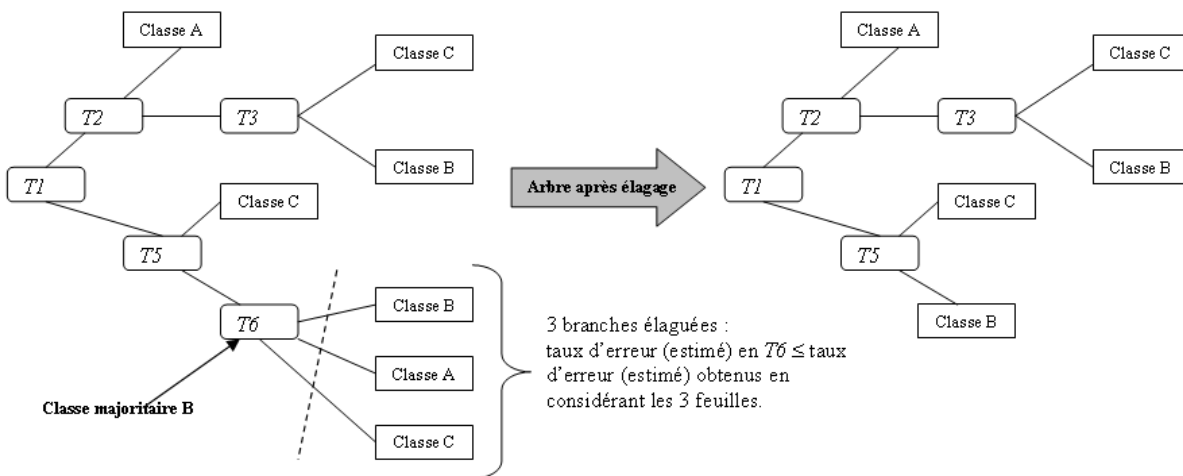 Classe A
Classe C
T2
T3
Classe B
T1
Classe C
T5
Classe B
T6
Classe A
Classe majoritaire B
Classe C
3 branches élaguées :
taux d'erreur (estimé) en T6 ≤ taux
d'erreur (estimé) obtenus en
considérant les 3 feuilles.
Arbre après élagage
Classe A
Classe C
T2
T3
Classe B
T1
Classe C
T5
Classe B